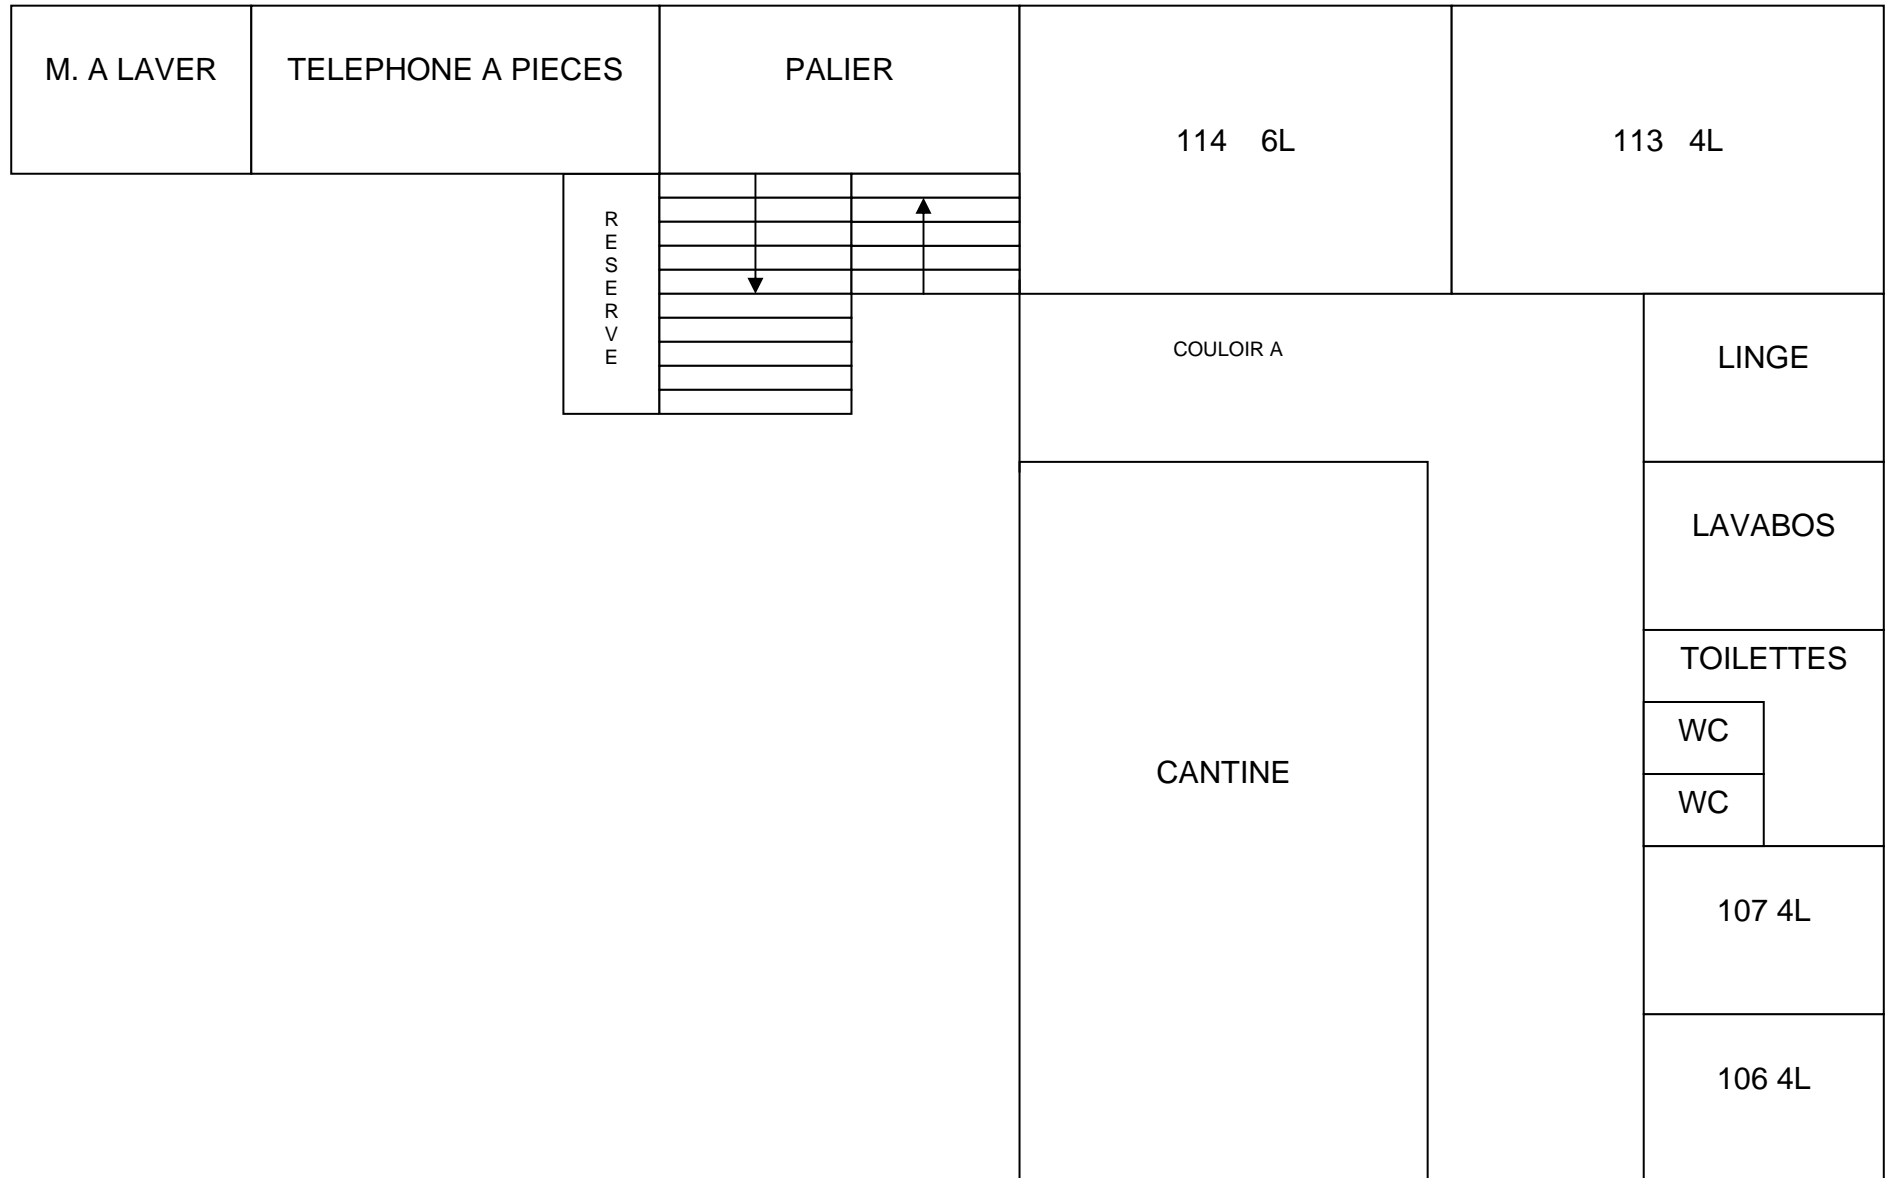 M. A LAVER
TELEPHONE A PIECES
PALIER
114 6L
113 4L
R
E
S
E
R
V
E
COULOIR A
LINGE
LAVABOS
TOILETTES
WC
WC
CANTINE
107 4L
106 4L